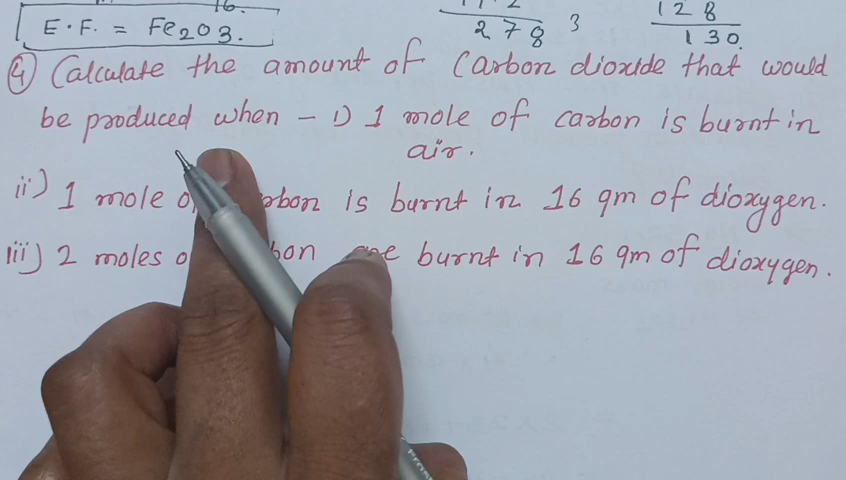 16.
E.F. = Fe2O3.
278 3
128
130.
4) Calculate the amount of Carbon dioxide that would
be produced when - i) 1 mole of carbon is burnt in
air.
ii) 1 mole of is burnt in 16 gm of dioxygen.
iii) 2 moles burnt in 16 gm of dioxygen.